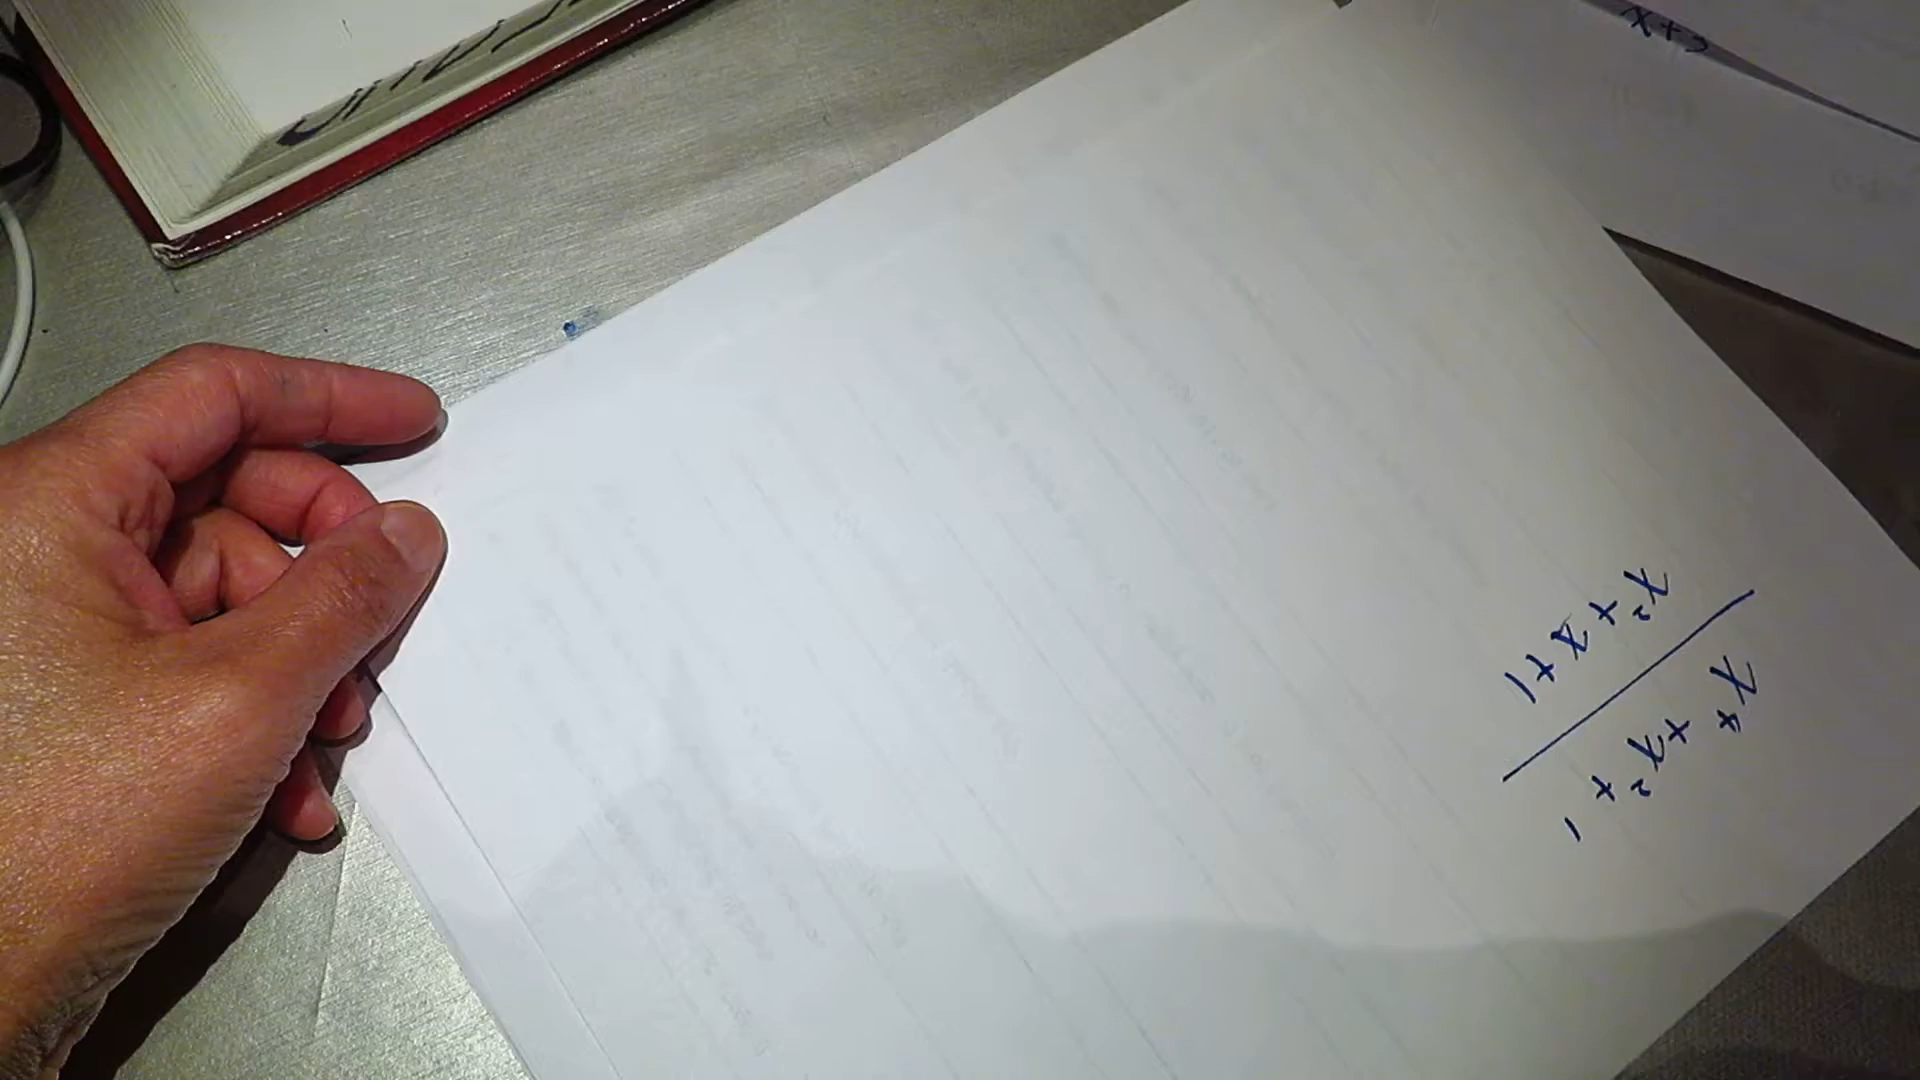 x⁴ + x² + 1
x² + x + 1